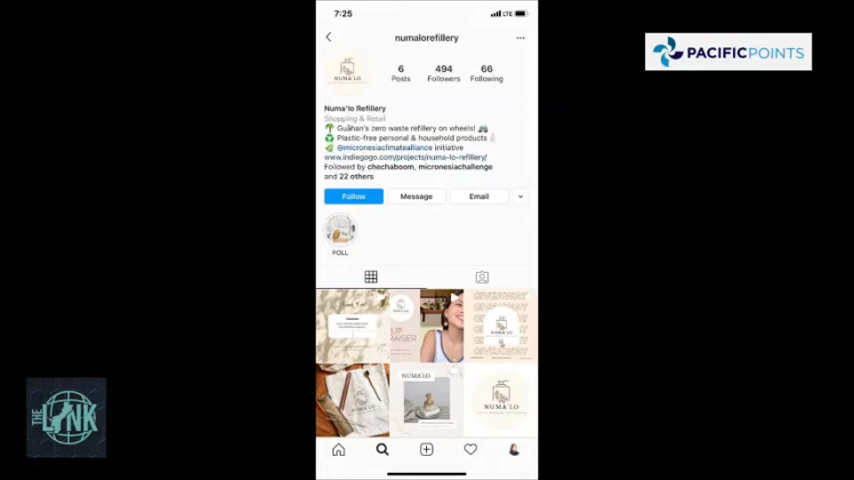 7:25
LTE
numalorefillery
6
494
66
Posts
Followers
Following
Numa'lo Refillery
Shopping & Retail
Guåhan's zero waste refillery on wheels!
Plastic-free personal & household products
@micronesiaclimatealliance initiative
www.indiegogo.com/projects/numa-lo-refillery/
Followed by chechaboom, micronesiachallenge
and 22 others
Follow
Message
Email
POLL
GIVEAWAY
NUMA'LO
NUMA'LO
PACIFICPOINTS
THE LINK